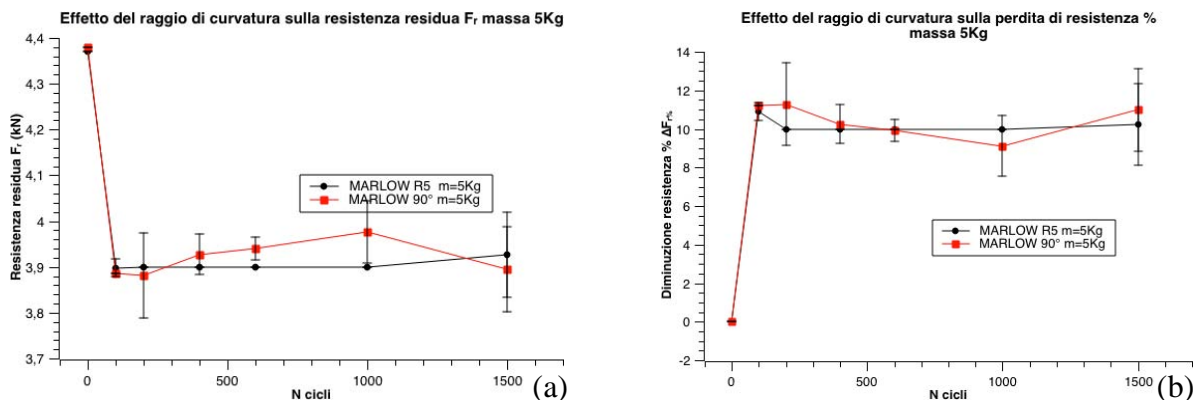 Effetto del raggio di curvatura sulla resistenza residua Fr massa 5Kg
4,4
4,3
4,2
4,1
4
3,9
3,8
3,7
Resistenza residua Fr (kN)
MARLOW R5 m=5Kg
MARLOW 90° m=5Kg
0
500
1000
1500
N cicli
(a)
Effetto del raggio di curvatura sulla perdita di resistenza %
massa 5Kg
14
12
10
8
6
4
2
0
-2
Diminuzione resistenza % ΔFr%
MARLOW R5 m=5Kg
MARLOW 90° m=5Kg
0
500
1000
1500
N cicli
(b)